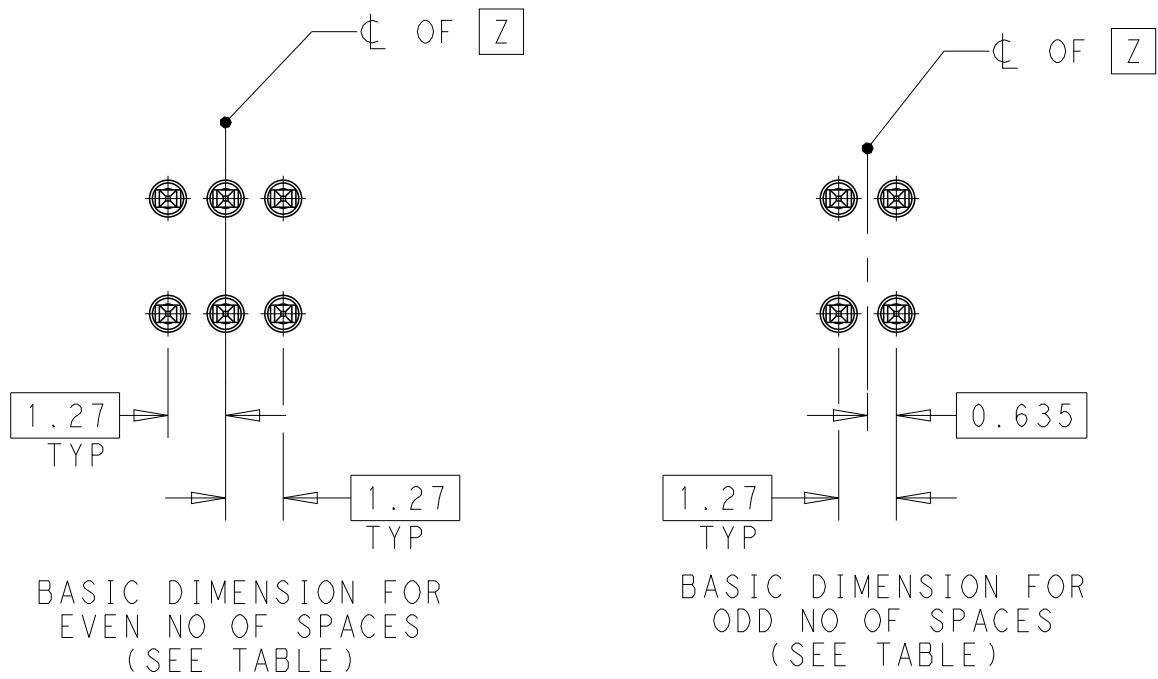 ℄ OF Z
1.27
TYP
1.27
TYP
BASIC DIMENSION FOR
EVEN NO OF SPACES
(SEE TABLE)
℄ OF Z
0.635
1.27
TYP
BASIC DIMENSION FOR
ODD NO OF SPACES
(SEE TABLE)